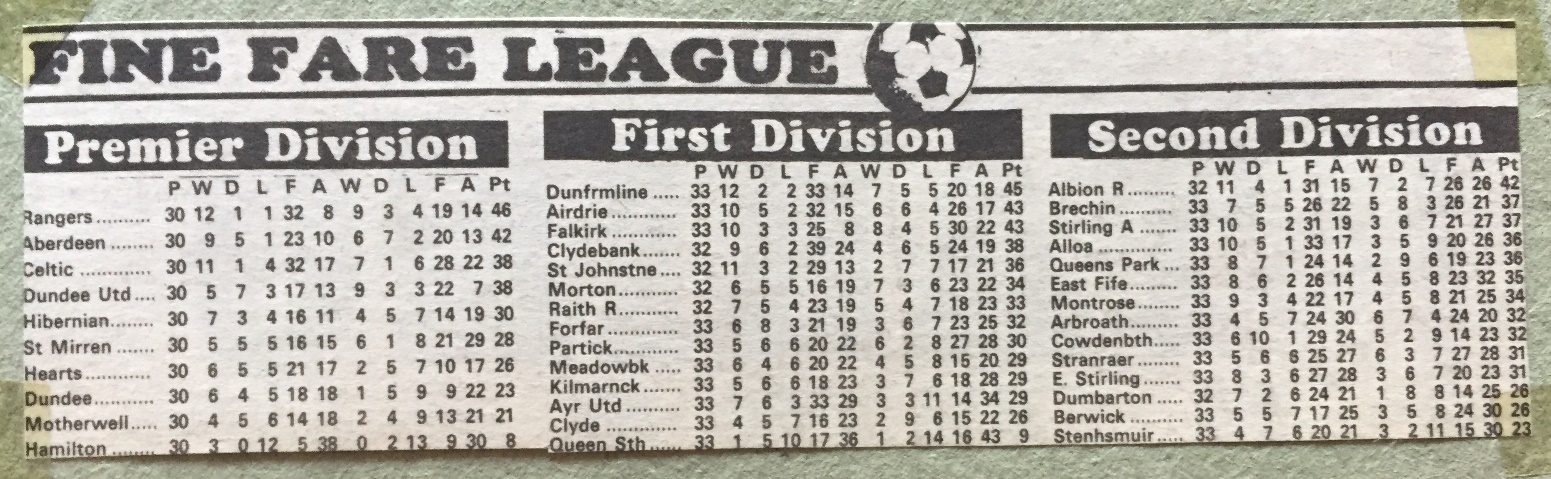 FINE FARE LEAGUE
Premier Division
P W D L F A W D L F A Pt
Rangers.......... 30 12 1 1 32 8 9 3 4 19 14 46
Aberdeen ........ 30 9 5 1 23 10 6 7 2 20 13 42
Celtic ............ 30 11 1 4 32 17 7 1 6 28 22 38
Dundee Utd.... 30 5 7 3 17 13 9 3 3 22 7 38
Hibernian........ 30 7 3 4 16 11 4 5 7 14 19 30
St Mirren ....... 30 5 5 5 16 15 6 1 8 21 29 28
Hearts............ 30 6 5 5 21 17 2 5 7 10 17 26
Dundee........... 30 6 4 5 18 18 1 5 9 9 22 23
Motherwell..... 30 4 5 6 14 18 2 4 9 13 21 21
Hamilton ........ 30 3 0 12 5 38 0 2 13 9 30 8
First Division
P W D L F A W D L F A Pt
Dunfrmline ..... 33 12 2 2 33 14 7 5 5 20 18 45
Airdrie............ 33 10 5 2 32 15 6 6 4 26 17 43
Falkirk ........... 33 10 3 3 25 8 8 4 5 30 22 43
Clydebank....... 32 9 6 2 39 24 4 6 5 24 19 38
St Johnstne.... 32 11 3 2 29 13 2 7 7 17 21 36
Morton........... 32 6 5 5 16 19 7 3 6 23 22 34
Raith R........... 32 7 5 4 23 19 5 4 7 18 23 33
Forfar ............ 33 6 8 3 21 19 3 6 7 23 25 32
Partick............ 33 5 6 6 20 22 6 2 8 27 28 30
Meadowbk ..... 33 6 4 6 20 22 4 5 8 15 20 29
Kilmarnck....... 33 5 6 6 18 23 3 7 6 18 28 29
Ayr Utd .......... 33 7 6 3 33 29 3 3 11 14 34 29
Clyde ............. 33 4 5 7 16 23 2 9 6 15 22 26
Queen Sth...... 33 1 5 10 17 36 1 2 14 16 43 9
Second Division
P W D L F A W D L F A Pt
Albion R......... 32 11 4 1 31 15 7 2 7 26 26 42
Brechin .......... 33 7 5 5 26 22 5 8 3 26 21 37
Stirling A ....... 33 10 5 2 31 19 3 6 7 21 27 37
Alloa .............. 33 10 5 1 33 17 3 5 9 20 26 36
Queens Park... 33 8 7 1 24 14 2 9 6 19 23 36
East Fife......... 33 8 6 2 26 14 4 5 8 23 32 35
Montrose........ 33 9 3 4 22 17 4 5 8 21 25 34
Arbroath......... 33 4 5 7 24 30 6 7 4 24 20 32
Cowdenbth..... 33 6 10 1 29 24 5 2 9 14 23 32
Stranraer........ 33 5 6 6 25 27 6 3 7 27 28 31
E. Stirling....... 33 8 3 6 27 28 3 6 7 20 23 31
Dumbarton ..... 32 7 2 6 24 21 1 8 8 14 25 26
Berwick .......... 33 5 5 7 17 25 3 5 8 24 30 26
Stenhsmuir..... 33 4 7 6 20 21 3 2 11 15 30 23